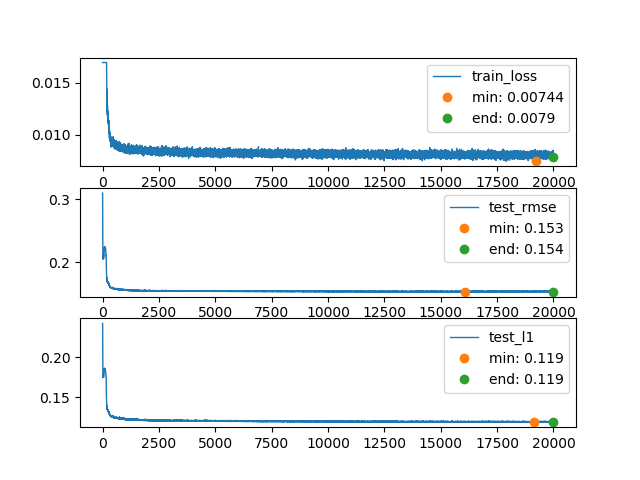 train_loss
min: 0.00744
end: 0.0079
0.015
0.010
0 2500 5000 7500 10000 12500 15000 17500 20000
test_rmse
min: 0.153
end: 0.154
0.3
0.2
0 2500 5000 7500 10000 12500 15000 17500 20000
test_l1
min: 0.119
end: 0.119
0.20
0.15
0 2500 5000 7500 10000 12500 15000 17500 20000